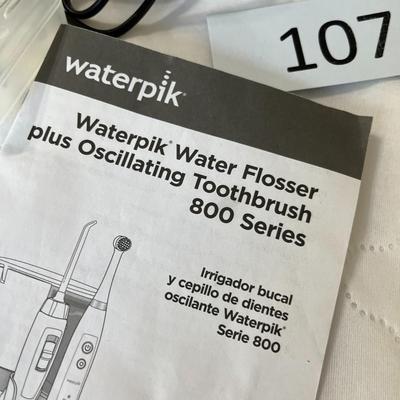 107
waterpik®
Waterpik® Water Flosser
plus Oscillating Toothbrush
800 Series
Irrigador bucal
y cepillo de dientes
oscilante Waterpik®
Serie 800